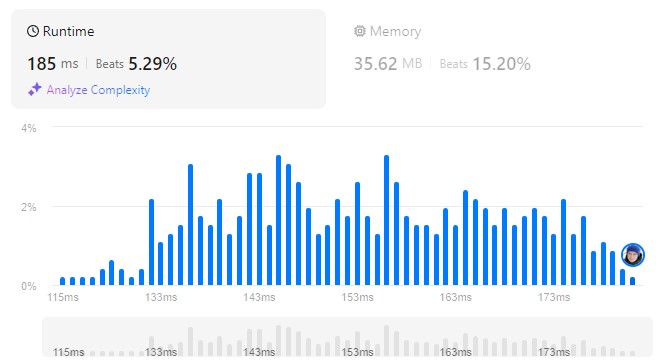 Runtime
185 ms | Beats 5.29%
Analyze Complexity
Memory
35.62 MB | Beats 15.20%
4%
2%
0%
115ms 133ms 143ms 153ms 163ms 173ms
115ms 133ms 143ms 153ms 163ms 173ms